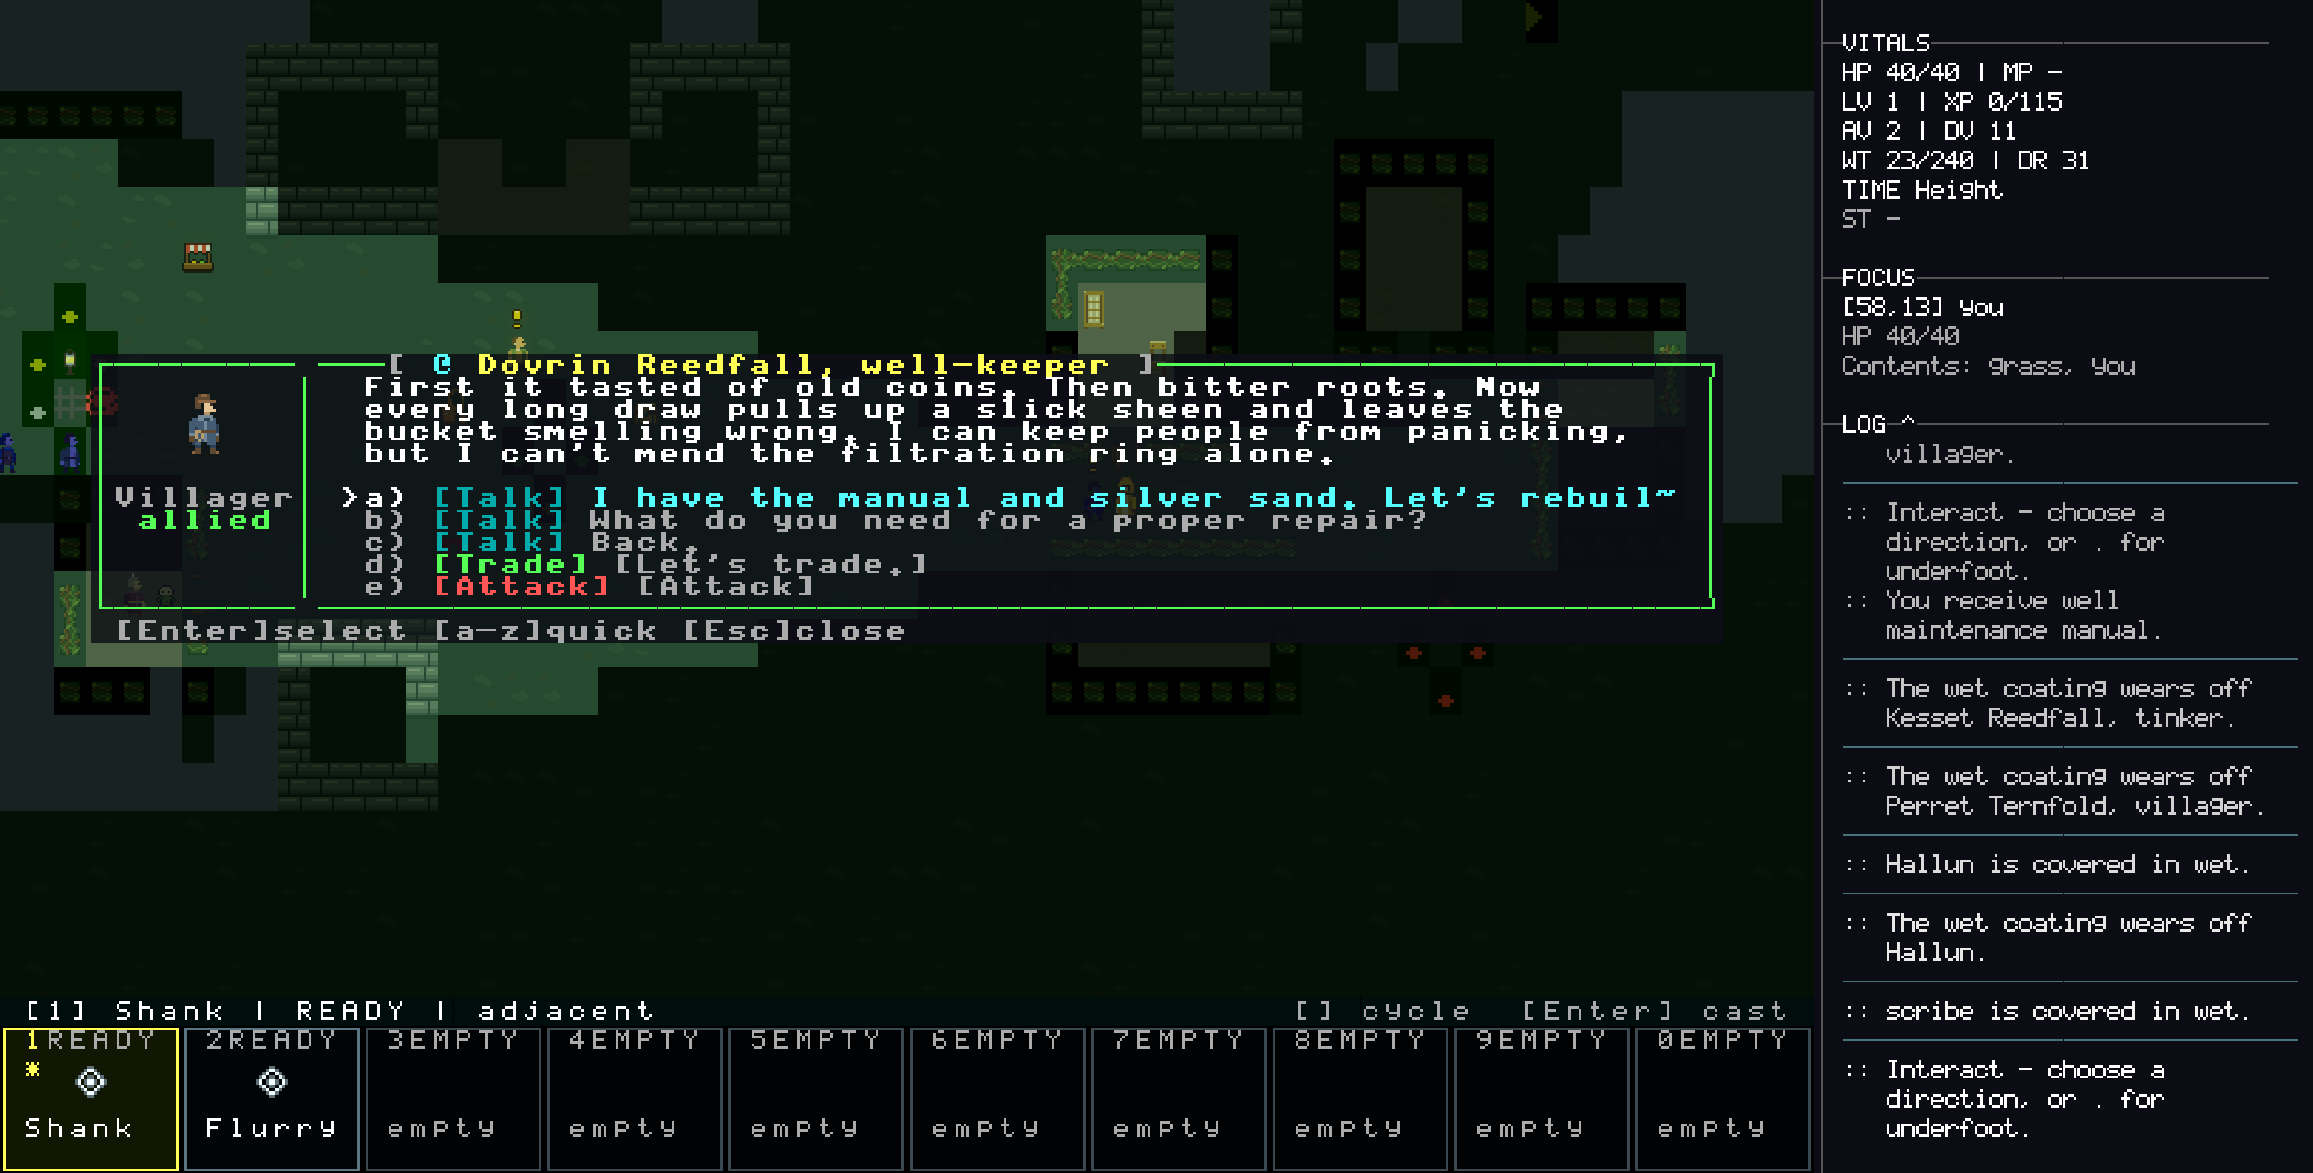 [ @ Dovrin Reedfall, well-keeper ]
First it tasted of old coins. Then bitter roots. Now
every long draw pulls up a slick sheen and leaves the
bucket smelling wrong. I can keep people from panicking,
but I can't mend the filtration ring alone.
Villager
allied
>a) [Talk] I have the manual and silver sand. Let's rebuil~
b) [Talk] What do you need for a proper repair?
c) [Talk] Back.
d) [Trade] [Let's trade.]
e) [Attack] [Attack]
[Enter]select [a-z]quick [Esc]close
[1] Shank | READY | adjacent
[] cycle [Enter] cast
1READY
*
Shank
2READY
Flurry
3EMPTY
empty
4EMPTY
empty
5EMPTY
empty
6EMPTY
empty
7EMPTY
empty
8EMPTY
empty
9EMPTY
empty
0EMPTY
empty
VITALS
HP 40/40 | MP -
LV 1 | XP 0/115
AV 2 | DV 11
WT 23/240 | DR 31
TIME Height
ST -
FOCUS
[58,13] You
HP 40/40
Contents: grass, You
LOG ^
villager.
:: Interact - choose a
direction, or . for
underfoot.
:: You receive well
maintenance manual.
:: The wet coating wears off
Kesset Reedfall, tinker.
:: The wet coating wears off
Perret Ternfold, villager.
:: Hallun is covered in wet.
:: The wet coating wears off
Hallun.
:: scribe is covered in wet.
:: Interact - choose a
direction, or . for
underfoot.